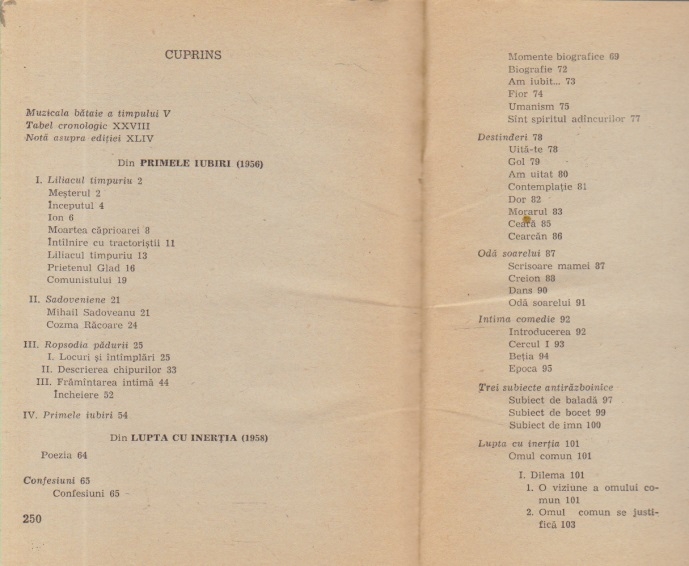 CUPRINS
Muzicala bătaie a timpului V
Tabel cronologic XXVIII
Notă asupra ediției XLIV
Din PRIMELE IUBIRI (1956)
I. Liliacul timpuriu 2
Meșterul 2
Începutul 4
Ion 6
Moartea căprioarei 8
Întîlnire cu tractoriștii 11
Liliacul timpuriu 13
Prietenul Glad 16
Comunistului 19
II. Sadoveniene 21
Mihail Sadoveanu 21
Cozma Răcoare 24
III. Ropsodia pădurii 25
I. Locuri și întîmplări 25
II. Descrierea chipurilor 33
III. Frămîntarea intimă 44
Încheiere 52
IV. Primele iubiri 54
Din LUPTA CU INERȚIA (1958)
Poezia 64
Confesiuni 65
Confesiuni 65
250
Momente biografice 69
Biografie 72
Am iubit... 73
Fior 74
Umanism 75
Sînt spiritul adîncurilor 77
Destinderi 78
Uită-te 78
Gol 79
Am uitat 80
Contemplație 81
Dor 82
Morarul 83
Ceară 85
Cearcăn 86
Odă soarelui 87
Scrisoare mamei 87
Creion 88
Dans 90
Odă soarelui 91
Intima comedie 92
Introducerea 92
Cercul I 93
Beția 94
Epoca 95
Trei subiecte antirăzboinice
Subiect de baladă 97
Subiect de bocet 99
Subiect de imn 100
Lupta cu inerția 101
Omul comun 101
I. Dilema 101
1. O viziune a omului co-
mun 101
2. Omul comun se justi-
fică 103